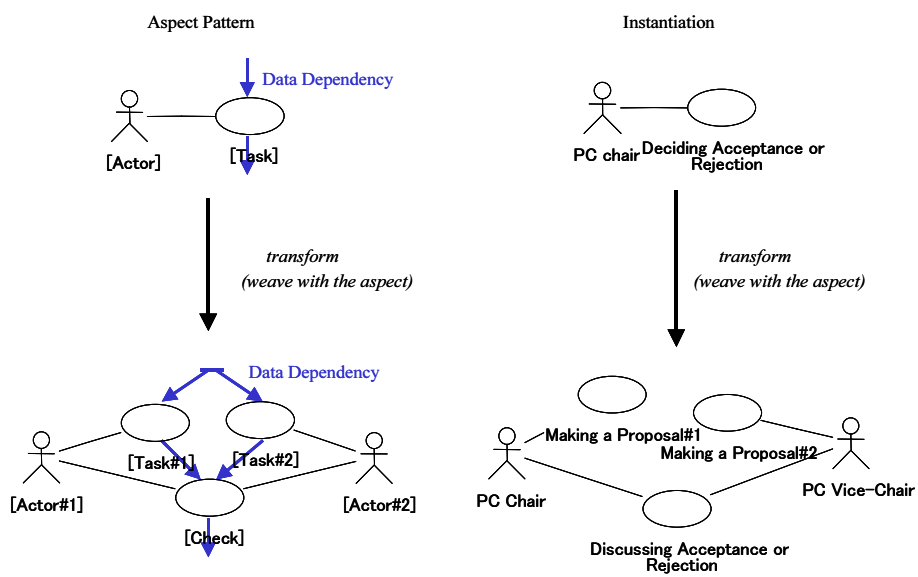 Aspect Pattern
Data Dependency
[Actor]
[Task]
transform
(weave with the aspect)
Data Dependency
[Task#1]
[Task#2]
[Actor#1]
[Actor#2]
[Check]
Instantiation
PC chair
Deciding Acceptance or
Rejection
transform
(weave with the aspect)
Making a Proposal#1
Making a Proposal#2
PC Chair
PC Vice-Chair
Discussing Acceptance or
Rejection